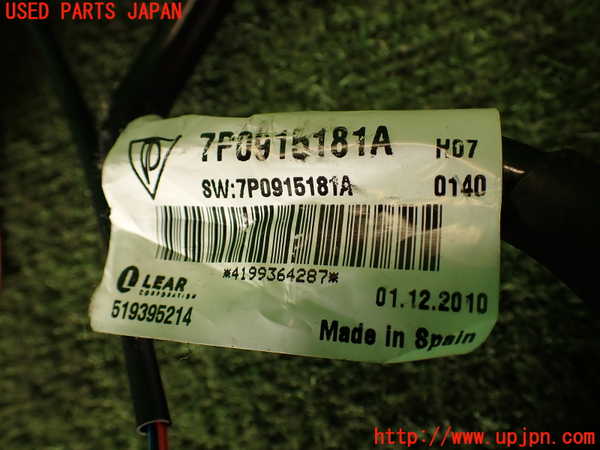 USED PARTS JAPAN
7P0915181A H07
SW:7P0915181A 0140
*4199364287*
LEAR
CORPORATION
01.12.2010
519395214
Made in Spain
http://www.upjpn.com